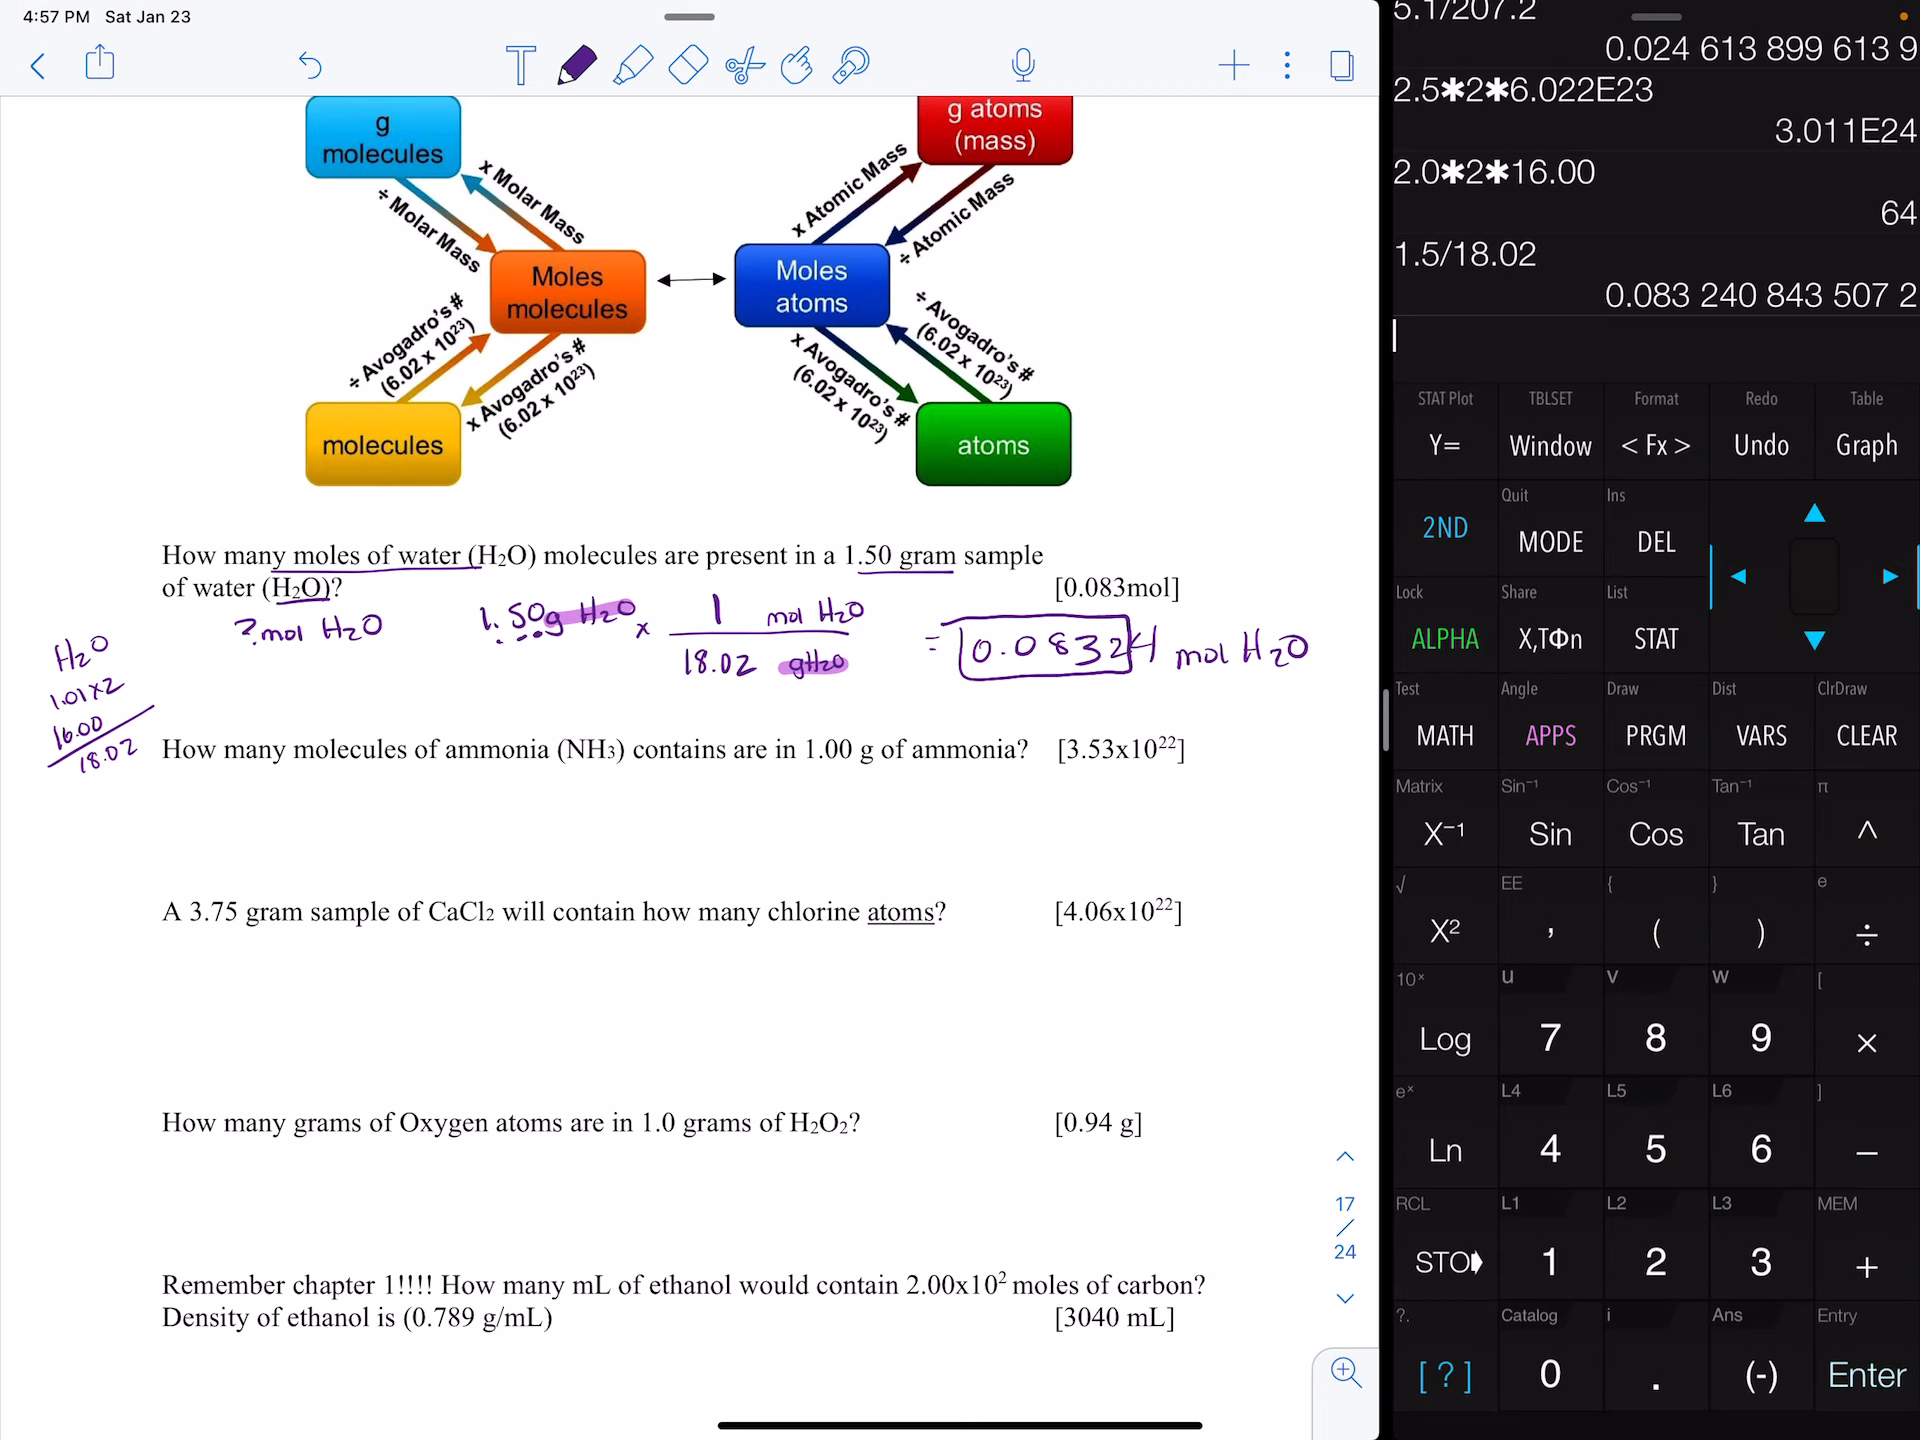 4:57 PM Sat Jan 23
T
g
molecules
÷ Molar Mass
x Molar Mass
Moles
molecules
÷ Avogadro's #
(6.02 x 10²³)
x Avogadro's #
(6.02 x 10²³)
molecules
g atoms
(mass)
x Atomic Mass
÷ Atomic Mass
Moles
atoms
x Avogadro's #
(6.02 x 10²³)
÷ Avogadro's #
(6.02 x 10²³)
atoms
How many moles of water (H₂O) molecules are present in a 1.50 gram sample
of water (H₂O)? [0.083mol]
? mol H₂O 1.50g H₂O x 1 mol H₂O
18.02 gH₂O
= 0.08324 mol H₂O
H₂O
1.01x2
16.00
18.02
How many molecules of ammonia (NH₃) contains are in 1.00 g of ammonia? [3.53x10²²]
A 3.75 gram sample of CaCl₂ will contain how many chlorine atoms? [4.06x10²²]
How many grams of Oxygen atoms are in 1.0 grams of H₂O₂? [0.94 g]
Remember chapter 1!!!! How many mL of ethanol would contain 2.00x10² moles of carbon?
Density of ethanol is (0.789 g/mL) [3040 mL]
17
/
24
5.1/207.2
0.024 613 899 613 9
2.5✱2✱6.022E23
3.011E24
2.0✱2✱16.00
64
1.5/18.02
0.083 240 843 507 2
STAT Plot TBLSET Format Redo Table
Y= Window < Fx > Undo Graph
Quit Ins
2ND MODE DEL
Lock Share List
ALPHA X,TΦn STAT
Test Angle Draw Dist ClrDraw
MATH APPS PRGM VARS CLEAR
Matrix Sin⁻¹ Cos⁻¹ Tan⁻¹ π
X⁻¹ Sin Cos Tan ^
√ EE { } e
X² , ( ) ÷
10ˣ u v w [
Log 7 8 9 ×
eˣ L4 L5 L6 ]
Ln 4 5 6 −
RCL L1 L2 L3 MEM
STO 1 2 3 +
?. Catalog i Ans Entry
[ ? ] 0 . (-) Enter